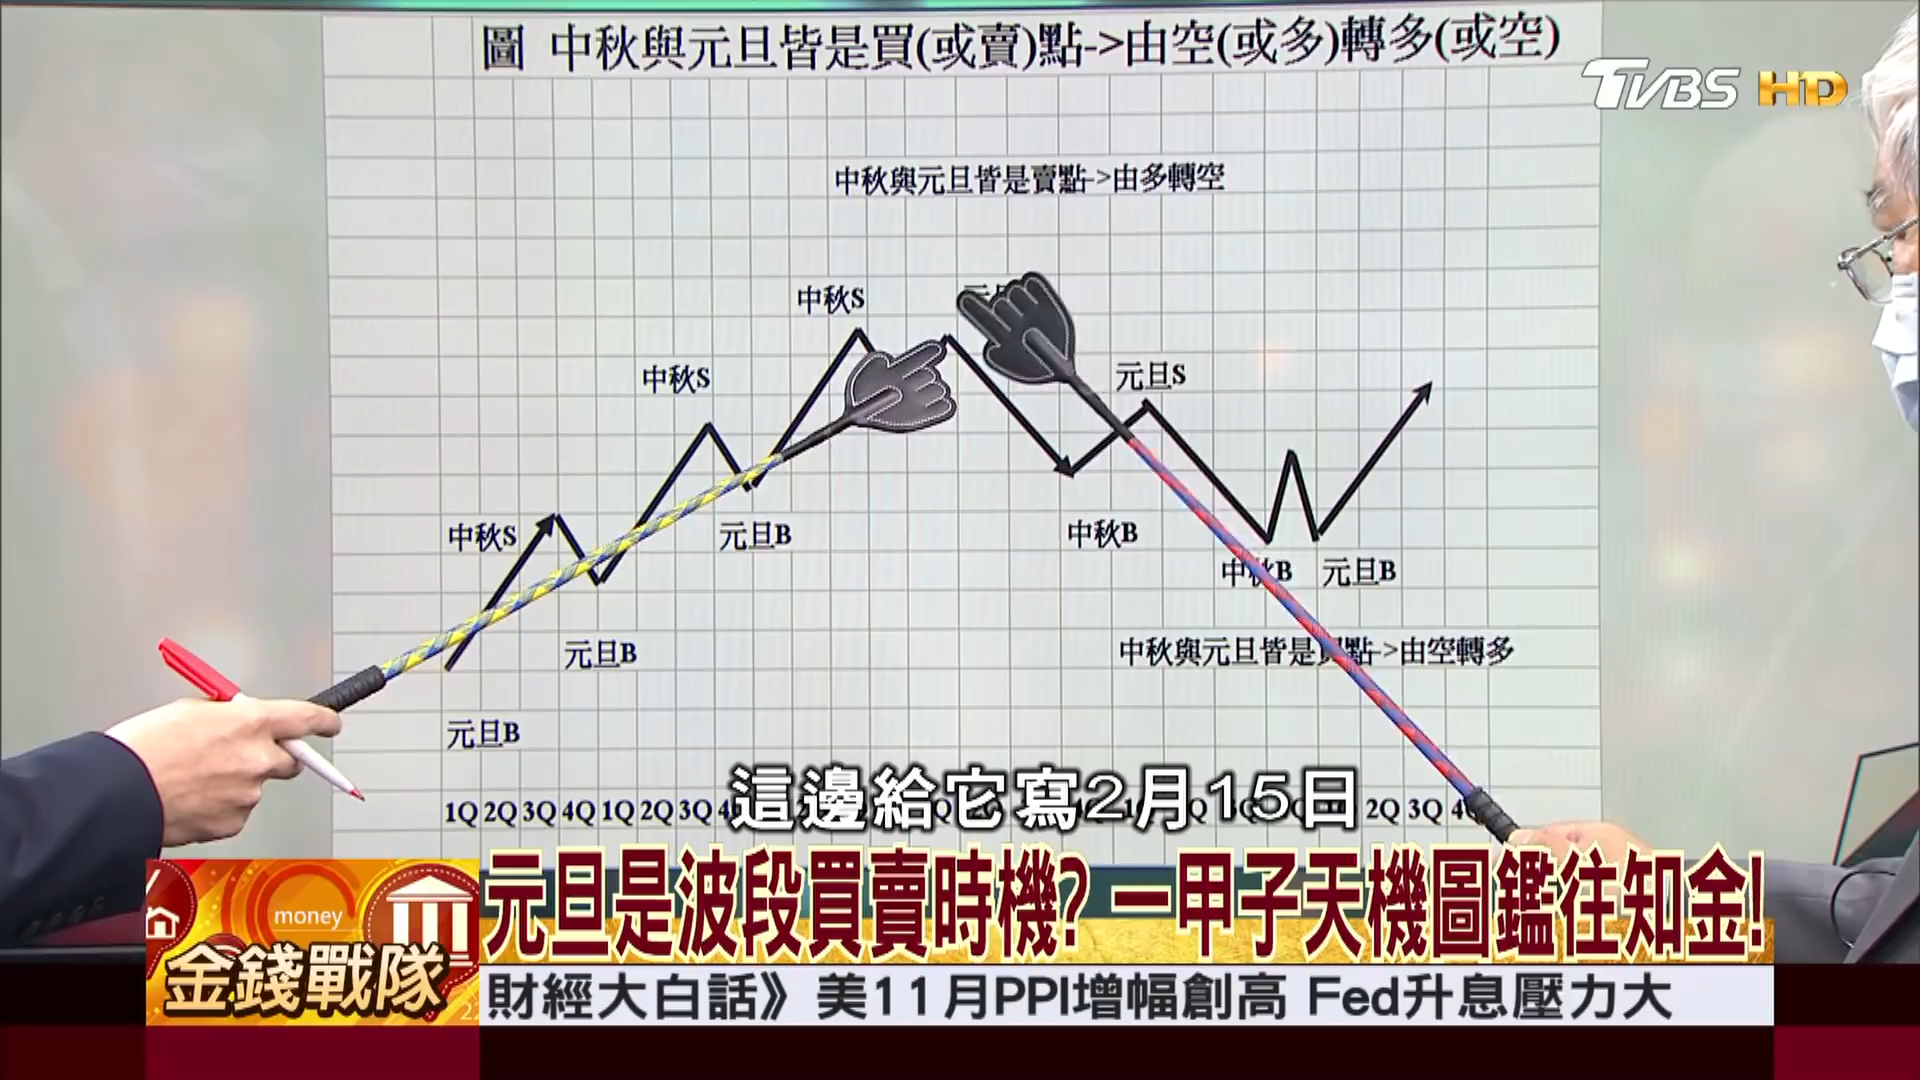 圖 中秋與元旦皆是買(或賣)點->由空(或多)轉多(或空)
TVBS HD
中秋與元旦皆是賣點->由多轉空
中秋S
中秋S
元旦S
中秋S
元旦B
中秋B
中秋B 元旦B
元旦B
中秋與元旦皆是買點->由空轉多
元旦B
1Q 2Q 3Q 4Q 1Q 2Q 3Q
2Q 3Q
這邊給它寫2月15日
元旦是波段買賣時機? 一甲子天機圖鑑往知金!
money
金錢戰隊
財經大白話》美11月PPI增幅創高 Fed升息壓力大